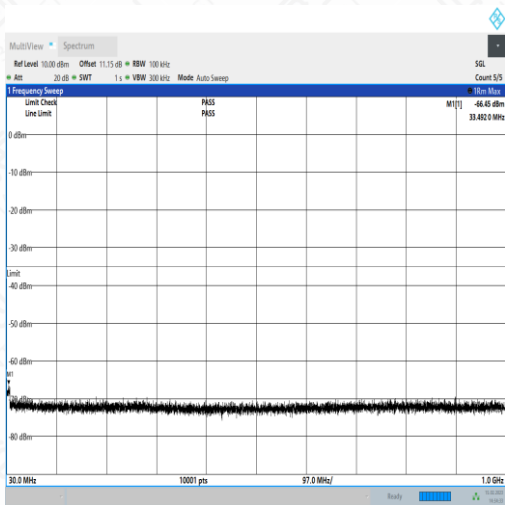 MultiView Spectrum
Ref Level 10.00 dBm Offset 11.15 dB RBW 100 kHz SGL
Att 20 dB SWT 1 s VBW 300 kHz Mode Auto Sweep Count 5/5
1 Frequency Sweep 1Rm Max
Limit Check PASS M1[1] -66.45 dBm
Line Limit PASS 33.492 0 MHz
0 dBm
-10 dBm
-20 dBm
-30 dBm
Limit
-40 dBm
-50 dBm
-60 dBm
M1
-70 dBm
-80 dBm
30.0 MHz 10001 pts 97.0 MHz/ 1.0 GHz
Ready